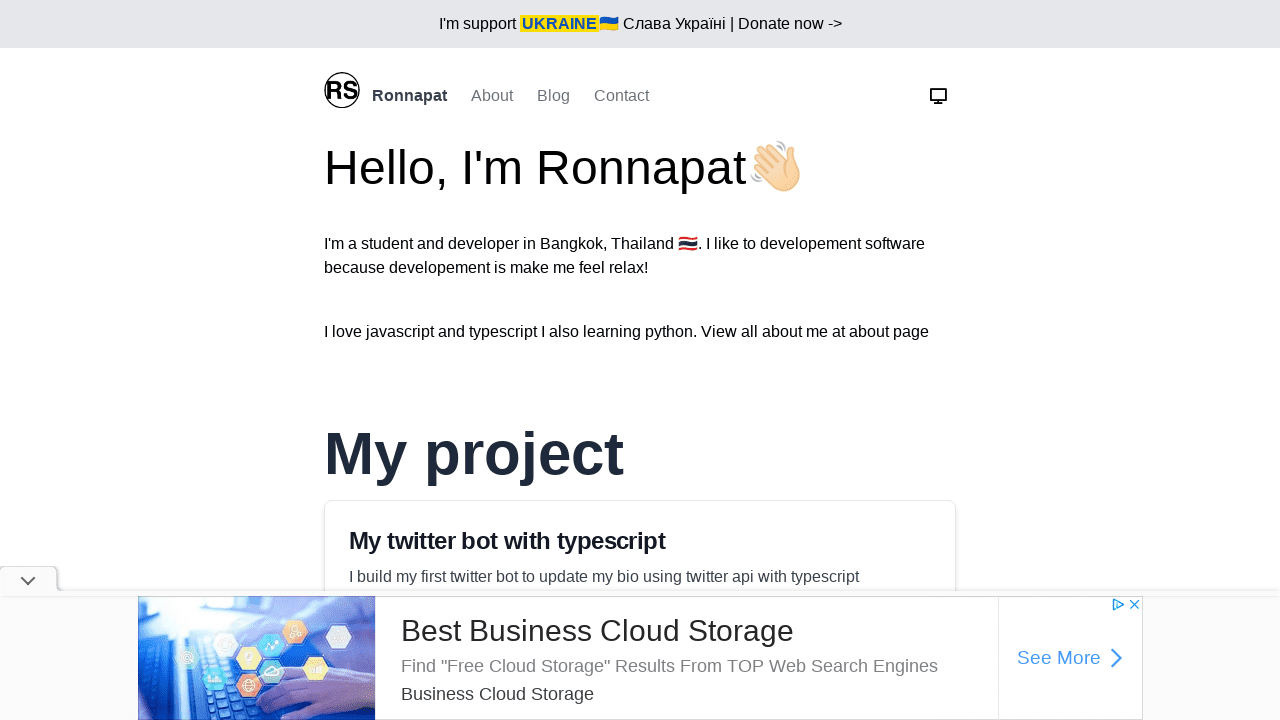 I'm support UKRAINE🇺🇦 Слава Україні | Donate now ->
RS Ronnapat About Blog Contact
Hello, I'm Ronnapat👋🏻
I'm a student and developer in Bangkok, Thailand 🇹🇭. I like to developement software
because developement is make me feel relax!
I love javascript and typescript I also learning python. View all about me at about page
My project
My twitter bot with typescript
I build my first twitter bot to update my bio using twitter api with typescript
Best Business Cloud Storage
Find "Free Cloud Storage" Results From TOP Web Search Engines
Business Cloud Storage
See More